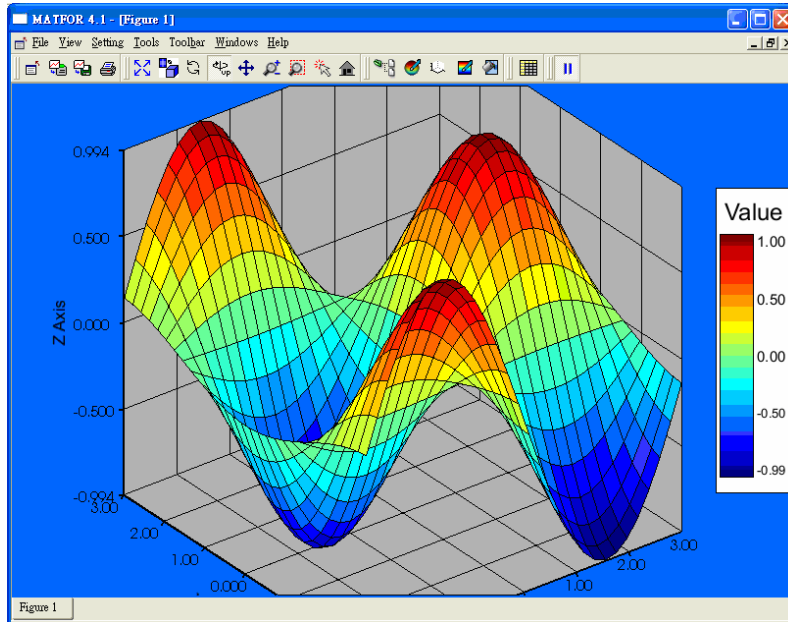 MATFOR 4.1 - [Figure 1]
File View Setting Tools Toolbar Windows Help
UP
0.994
0.500
0.000
-0.500
-0.994
Z Axis
3.00
2.00
1.00
0.000
1.00
2.00
3.00
Value
1.00
0.50
0.00
-0.50
-0.99
Figure 1